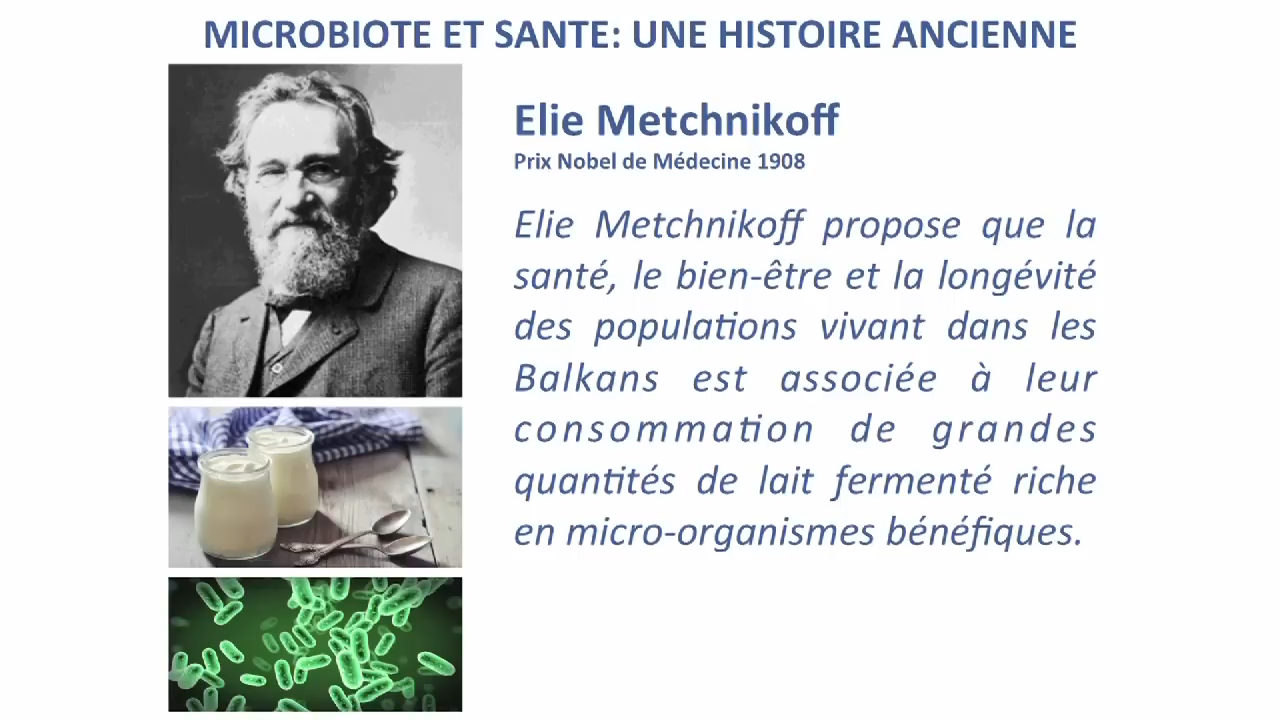 MICROBIOTE ET SANTE: UNE HISTOIRE ANCIENNE
Elie Metchnikoff
Prix Nobel de Médecine 1908
Elie Metchnikoff propose que la
santé, le bien-être et la longévité
des populations vivant dans les
Balkans est associée à leur
consommation de grandes
quantités de lait fermenté riche
en micro-organismes bénéfiques.